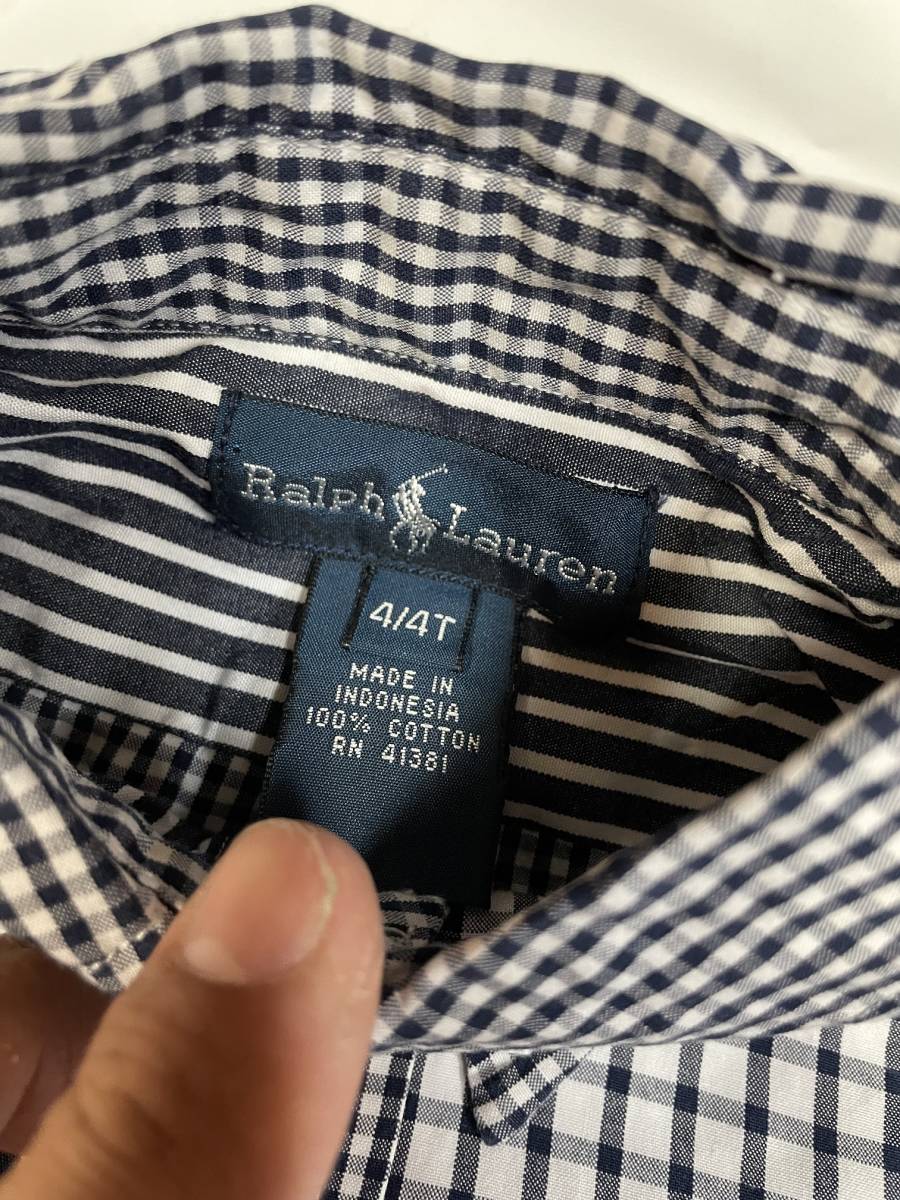 Ralph Lauren
4/4T
MADE IN
INDONESIA
100% COTTON
RN 41381